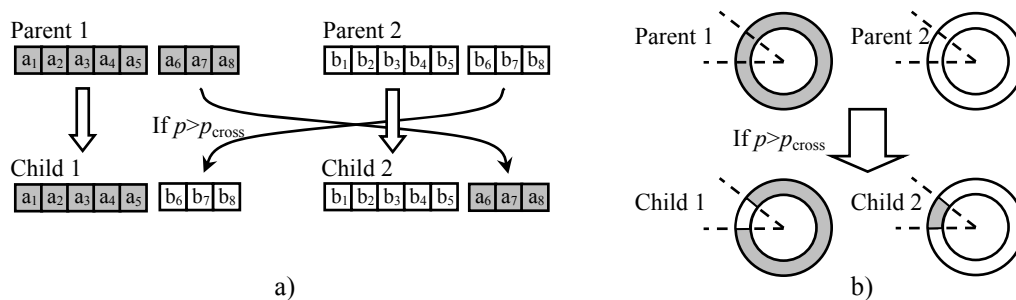 Parent 1 Parent 2
a1 a2 a3 a4 a5 a6 a7 a8 b1 b2 b3 b4 b5 b6 b7 b8
If p>pcross
Child 1 Child 2
a1 a2 a3 a4 a5 b6 b7 b8 b1 b2 b3 b4 b5 a6 a7 a8
a)
Parent 1 Parent 2
If p>pcross
Child 1 Child 2
b)